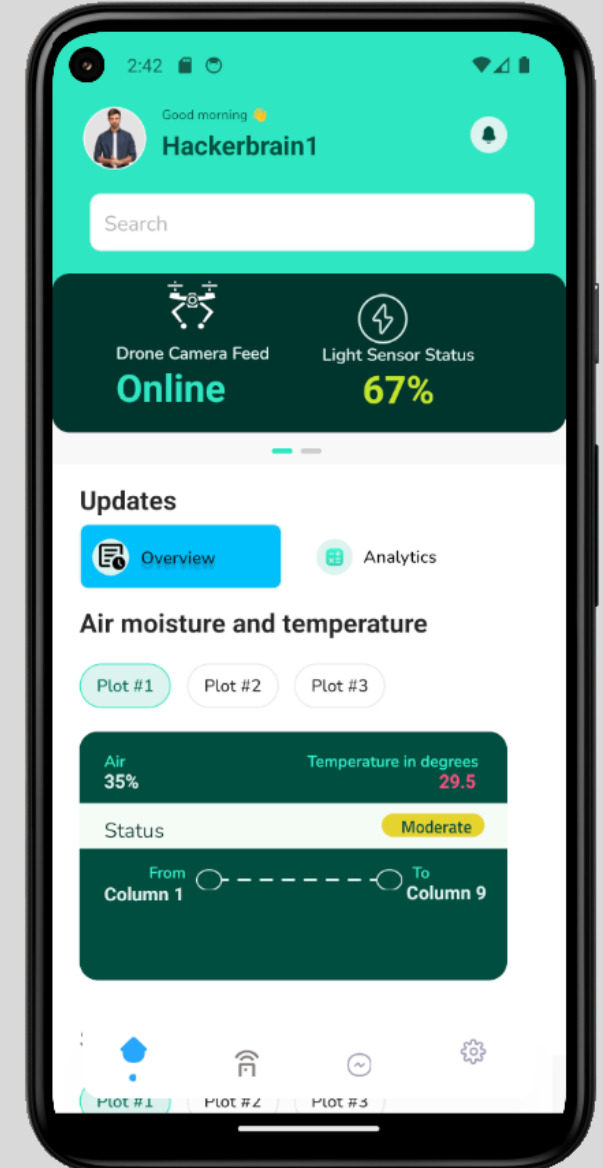 2:42
Good morning 👋
Hackerbrain1
Search
Drone Camera Feed
Online
Light Sensor Status
67%
Updates
Overview
Analytics
Air moisture and temperature
Plot #1
Plot #2
Plot #3
Air
35%
Temperature in degrees
29.5
Status
Moderate
From
Column 1
To
Column 9
Plot #1
Plot #2
Plot #3